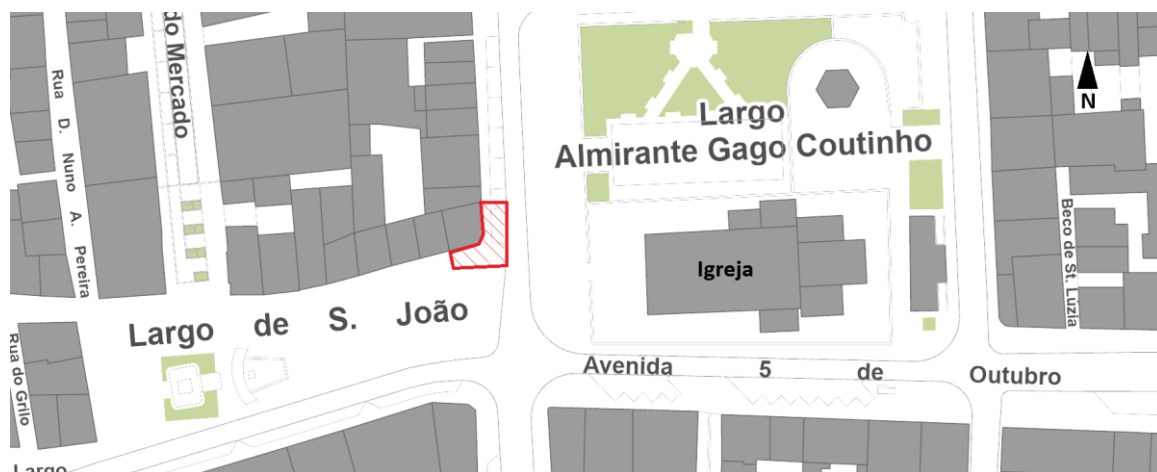 do Mercado
Rua D. Nuno A. Pereira
Largo
Almirante Gago Coutinho
N
Beco de St. Lúzia
Igreja
Largo de S. João
Rua do Grilo
Avenida 5 de Outubro
Largo